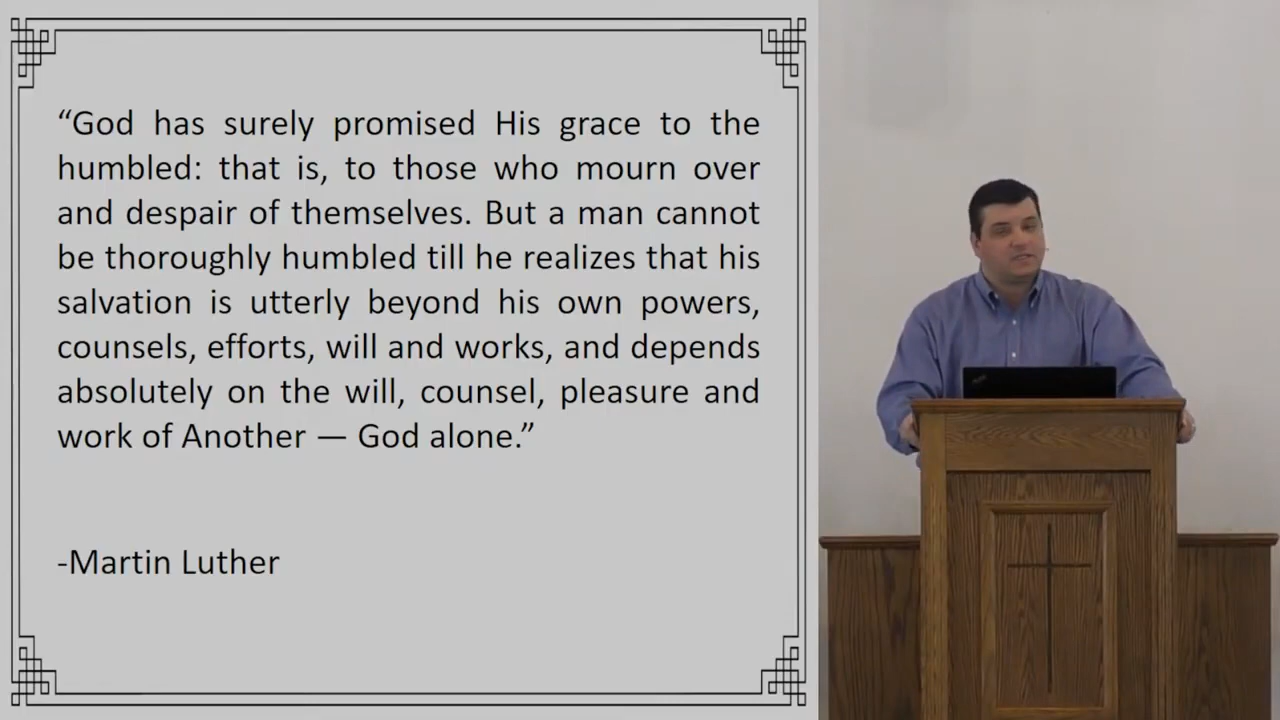 “God has surely promised His grace to the
humbled: that is, to those who mourn over
and despair of themselves. But a man cannot
be thoroughly humbled till he realizes that his
salvation is utterly beyond his own powers,
counsels, efforts, will and works, and depends
absolutely on the will, counsel, pleasure and
work of Another — God alone.”
-Martin Luther